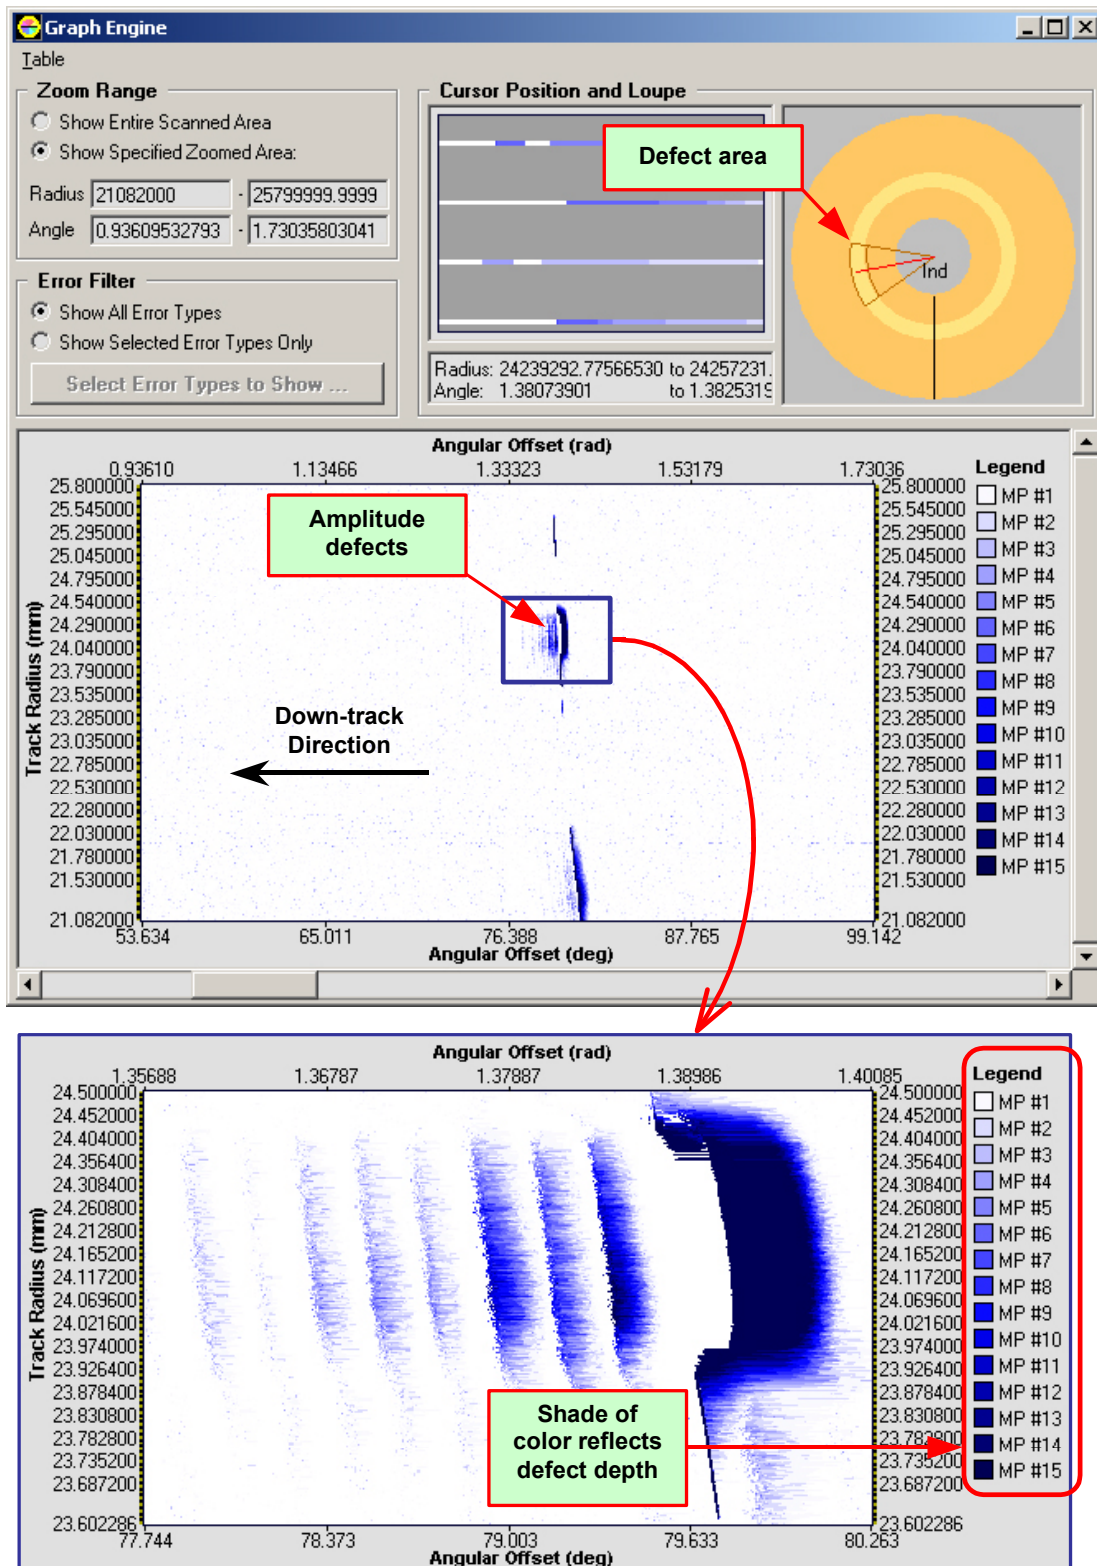 Graph Engine
Table
Zoom Range
Show Entire Scanned Area
Show Specified Zoomed Area:
Radius 21082000 - 25799999.9999
Angle 0.93609532793 - 1.73035803041
Error Filter
Show All Error Types
Show Selected Error Types Only
Select Error Types to Show ...
Cursor Position and Loupe
Defect area
Ind
Radius: 24239292.77566530 to 24257231.
Angle: 1.38073901 to 1.3825319
Angular Offset (rad)
0.93610 1.13466 1.33323 1.53179 1.73036
Track Radius (mm)
25.800000 25.800000
25.545000 25.545000
25.295000 25.295000
25.045000 25.045000
24.795000 24.795000
24.540000 24.540000
24.290000 24.290000
24.040000 24.040000
23.790000 23.790000
23.535000 23.535000
23.285000 23.285000
23.035000 23.035000
22.785000 22.785000
22.530000 22.530000
22.280000 22.280000
22.030000 22.030000
21.780000 21.780000
21.530000 21.530000
21.082000 21.082000
53.634 65.011 76.388 87.765 99.142
Angular Offset (deg)
Amplitude
defects
Down-track
Direction
Legend
MP #1
MP #2
MP #3
MP #4
MP #5
MP #6
MP #7
MP #8
MP #9
MP #10
MP #11
MP #12
MP #13
MP #14
MP #15
Angular Offset (rad)
1.35688 1.36787 1.37887 1.38986 1.40085
Track Radius (mm)
24.500000 24.500000
24.452000 24.452000
24.404000 24.404000
24.356400 24.356400
24.308400 24.308400
24.260800 24.260800
24.212800 24.212800
24.165200 24.165200
24.117200 24.117200
24.069600 24.069600
24.021600 24.021600
23.974000 23.974000
23.926400 23.926400
23.878400 23.878400
23.830800 23.830800
23.782800 23.782800
23.735200 23.735200
23.687200 23.687200
23.602286 23.602286
77.744 78.373 79.003 79.633 80.263
Angular Offset (deg)
Shade of
color reflects
defect depth
Legend
MP #1
MP #2
MP #3
MP #4
MP #5
MP #6
MP #7
MP #8
MP #9
MP #10
MP #11
MP #12
MP #13
MP #14
MP #15